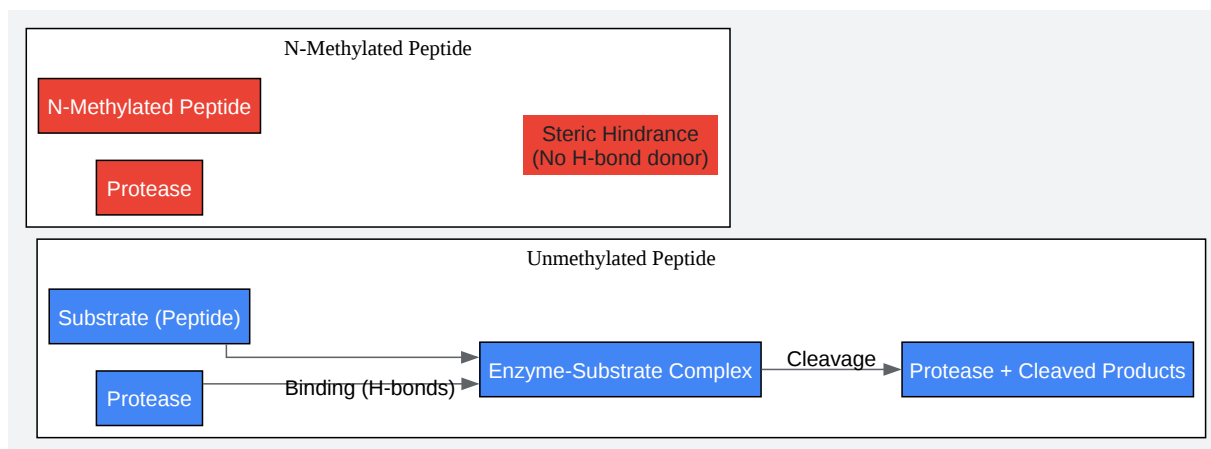 N-Methylated Peptide
N-Methylated Peptide
Steric Hindrance
(No H-bond donor)
Protease
Unmethylated Peptide
Substrate (Peptide)
Protease
Binding (H-bonds)
Enzyme-Substrate Complex
Cleavage
Protease + Cleaved Products